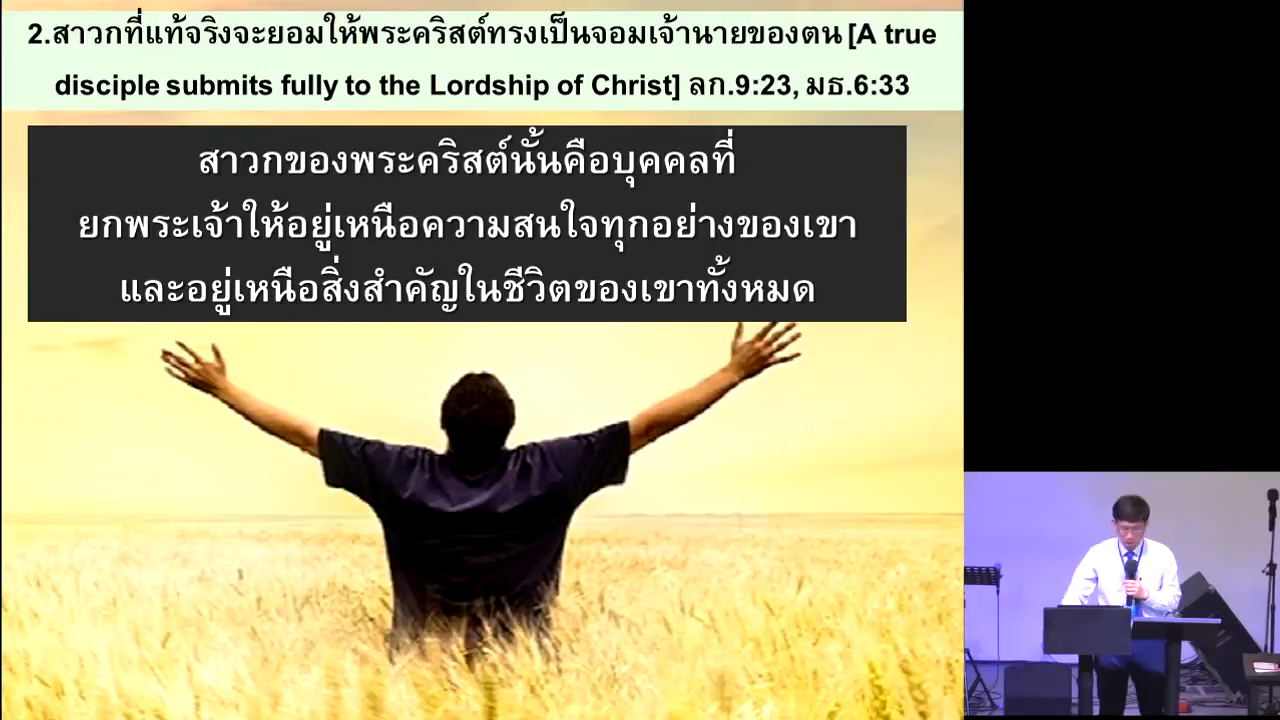 2.สาวกที่แท้จริงจะยอมให้พระคริสต์ทรงเป็นจอมเจ้านายของตน [A true
disciple submits fully to the Lordship of Christ] ลก.9:23, มธ.6:33
สาวกของพระคริสต์นั้นคือบุคคลที่
ยกพระเจ้าให้อยู่เหนือความสนใจทุกอย่างของเขา
และอยู่เหนือสิ่งสำคัญในชีวิตของเขาทั้งหมด